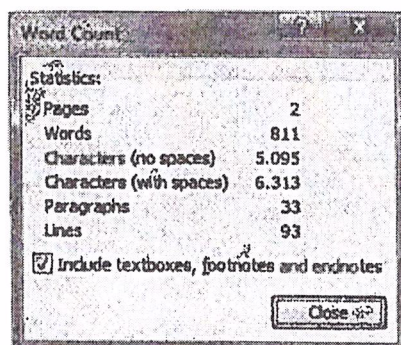 Word Count
Statistics:
Pages 2
Words 811
Characters (no spaces) 5.095
Characters (with spaces) 6.313
Paragraphs 33
Lines 93
Include textboxes, footnotes and endnotes
Close